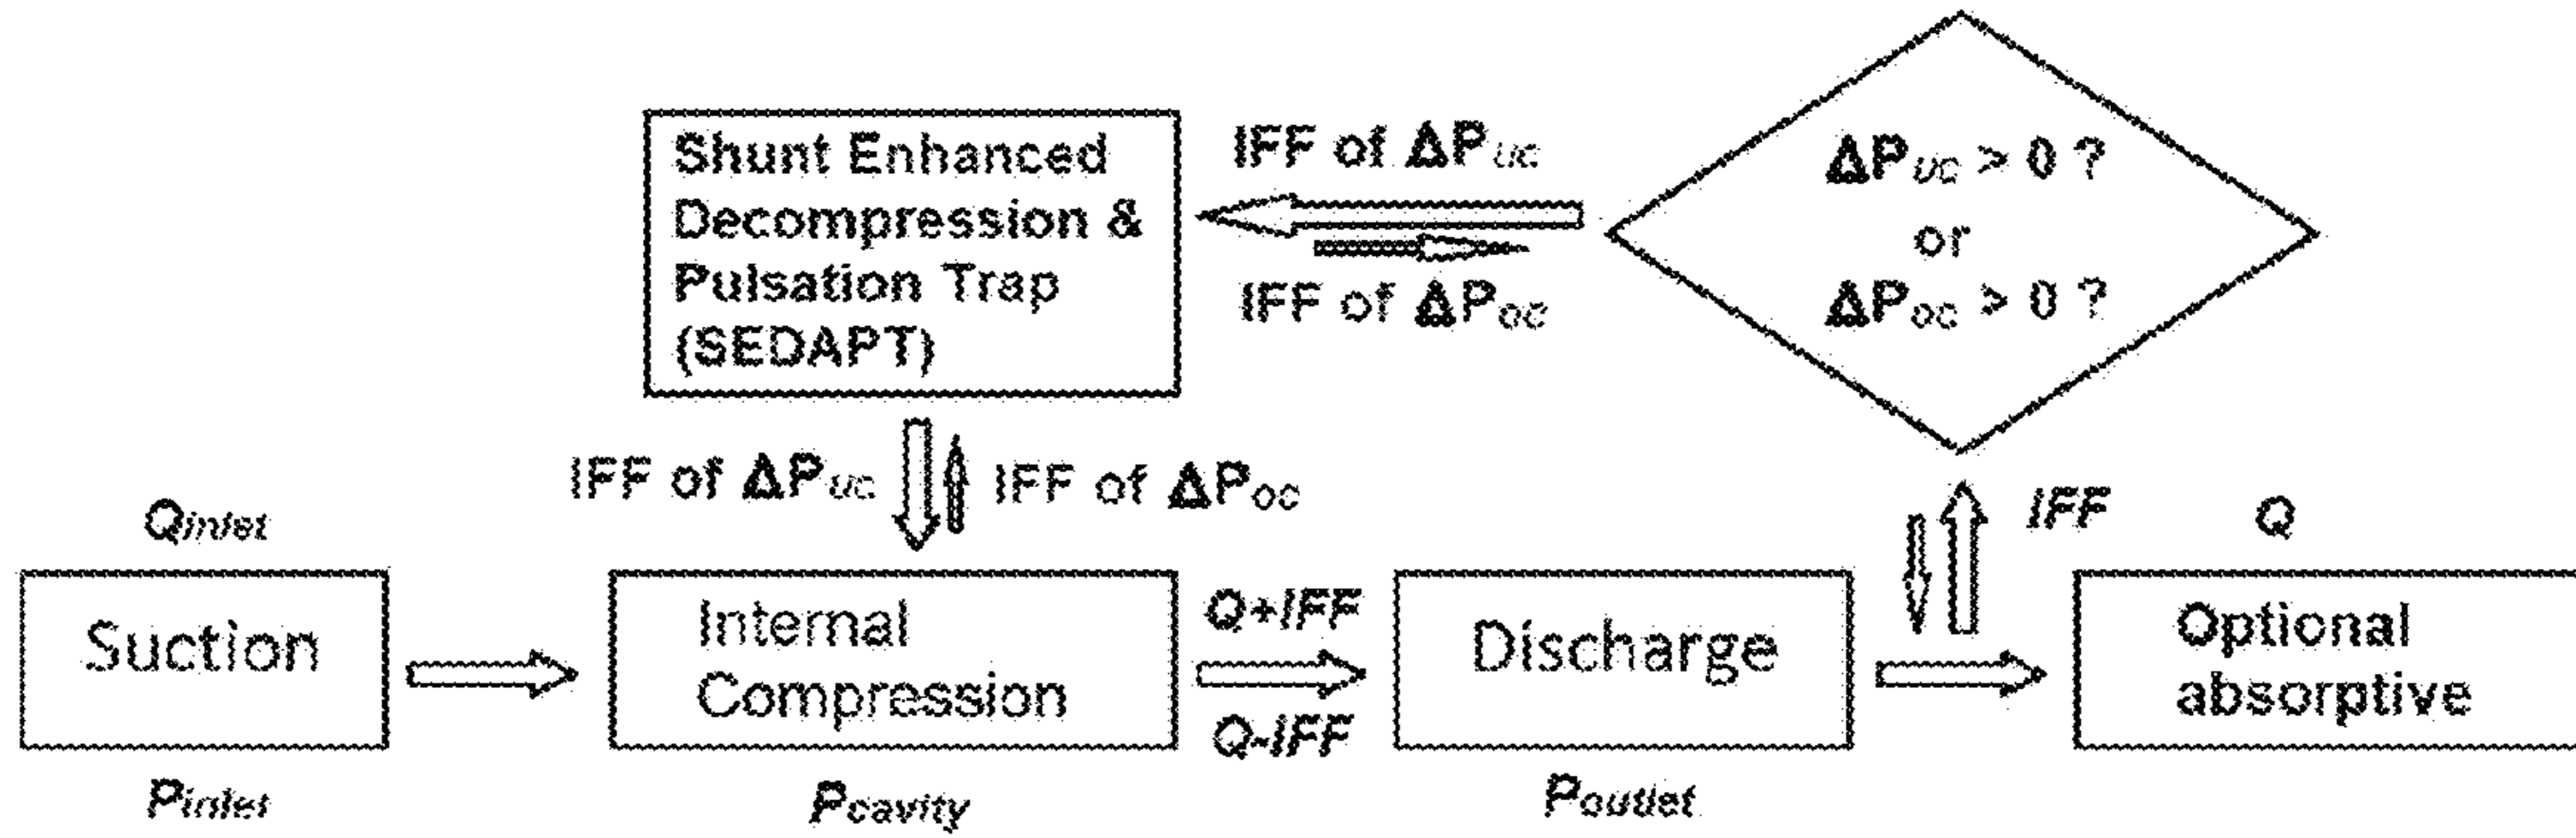 Shunt Enhanced
Decompression &
Pulsation Trap
(SEDAPT)
IFF of ΔPuc
IFF of ΔPoc
ΔPuc > 0 ?
or
ΔPoc > 0 ?
IFF of ΔPuc
IFF of ΔPoc
Qinlet
IFF
Q
Suction
Internal
Compression
Q+IFF
Q-IFF
Discharge
Optional
absorptive
Pinlet
Pcavity
Poutlet